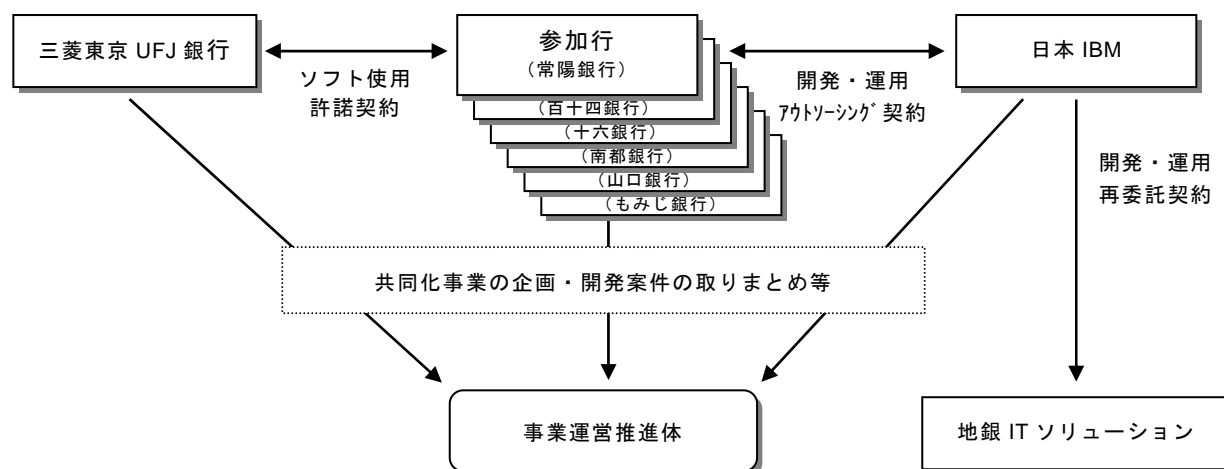 三菱東京 UFJ 銀行
参加行
（常陽銀行）
（百十四銀行）
（十六銀行）
（南都銀行）
（山口銀行）
（もみじ銀行）
日本 IBM
ソフト使用
許諾契約
開発・運用
ｱｳﾄｿｰｼﾝｸﾞ 契約
開発・運用
再委託契約
共同化事業の企画・開発案件の取りまとめ等
事業運営推進体
地銀 IT ソリューション